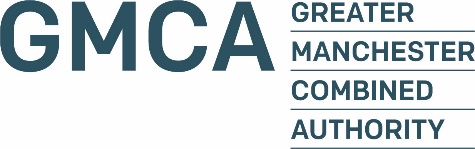 GMCA
GREATER
MANCHESTER
COMBINED
AUTHORITY